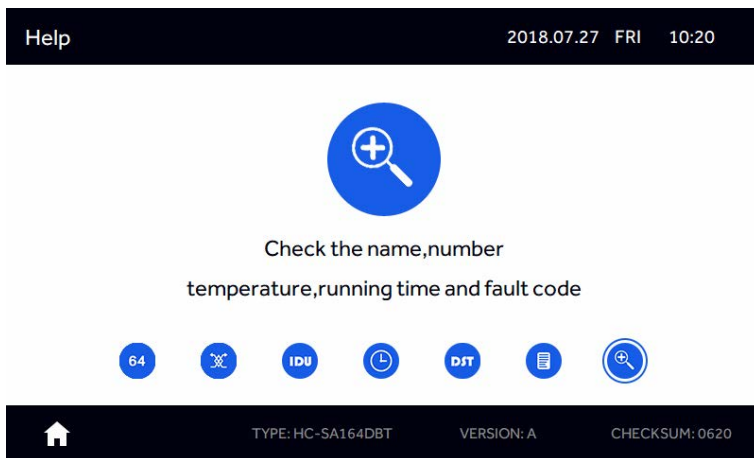 Help
2018.07.27 FRI 10:20
Check the name,number
temperature,running time and fault code
64 IDU DST
TYPE: HC-SA164DBT VERSION: A CHECKSUM: 0620